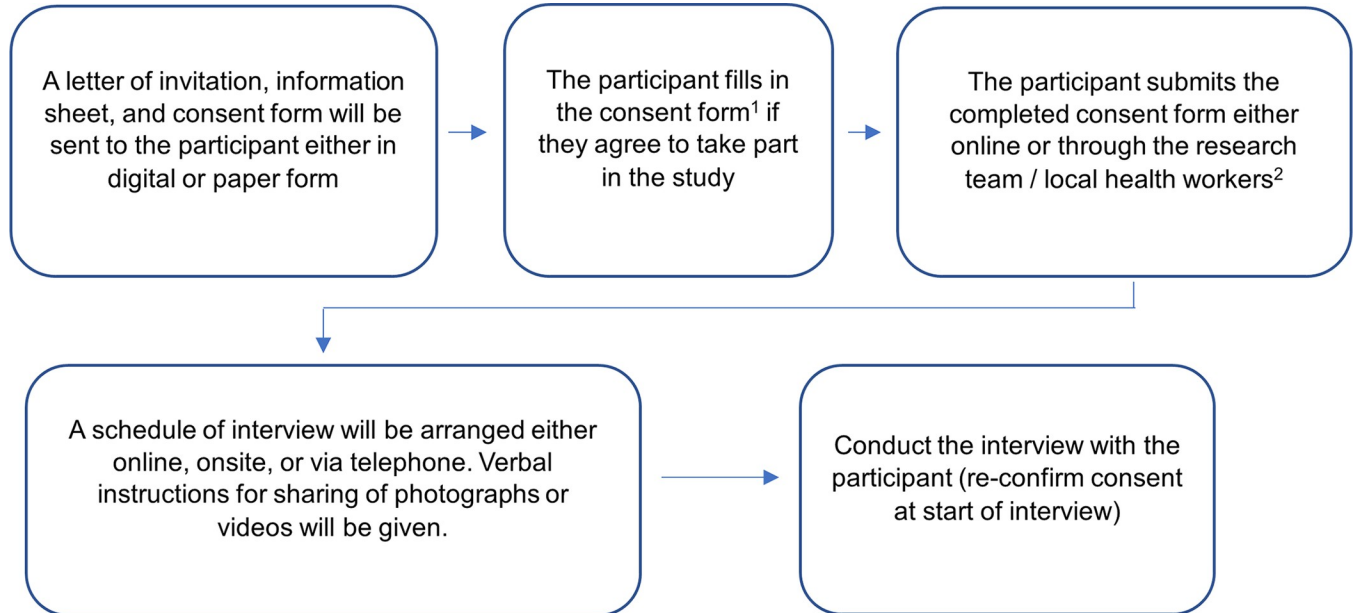 A letter of invitation, information
sheet, and consent form will be
sent to the participant either in
digital or paper form
The participant fills in
the consent form¹ if
they agree to take part
in the study
The participant submits the
completed consent form either
online or through the research
team / local health workers²
A schedule of interview will be arranged either
online, onsite, or via telephone. Verbal
instructions for sharing of photographs or
videos will be given.
Conduct the interview with the
participant (re-confirm consent
at start of interview)